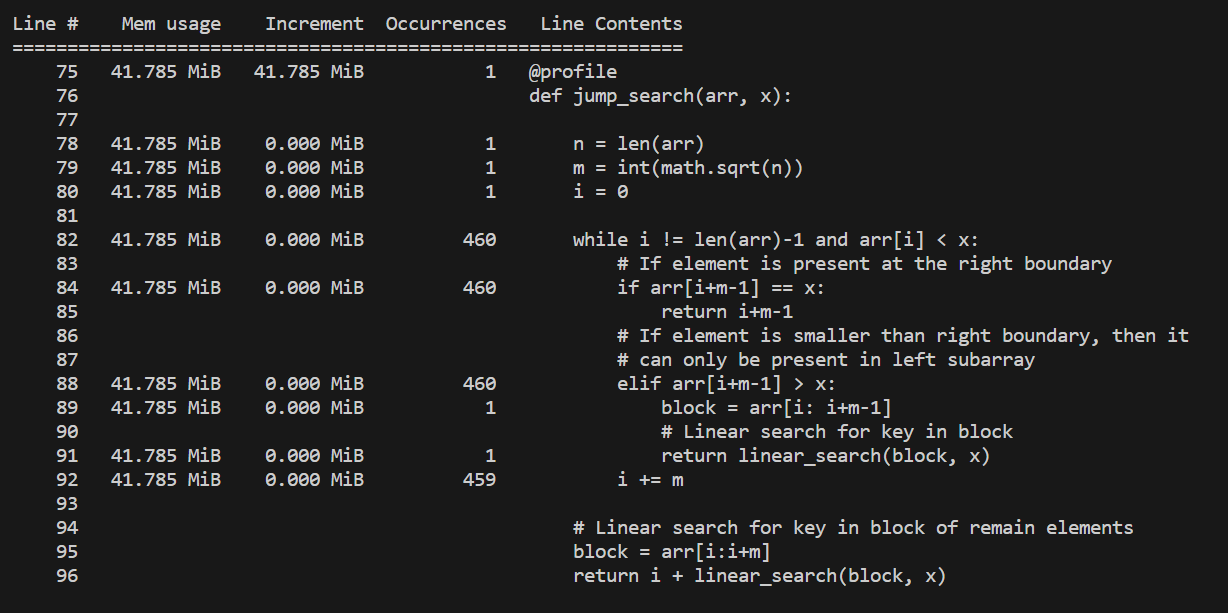 Line #    Mem usage    Increment  Occurrences   Line Contents
=============================================================
    75   41.785 MiB   41.785 MiB           1   @profile
    76                                         def jump_search(arr, x):
    77
    78   41.785 MiB    0.000 MiB           1       n = len(arr)
    79   41.785 MiB    0.000 MiB           1       m = int(math.sqrt(n))
    80   41.785 MiB    0.000 MiB           1       i = 0
    81
    82   41.785 MiB    0.000 MiB         460       while i != len(arr)-1 and arr[i] < x:
    83                                                 # If element is present at the right boundary
    84   41.785 MiB    0.000 MiB         460           if arr[i+m-1] == x:
    85                                                     return i+m-1
    86                                                 # If element is smaller than right boundary, then it
    87                                                 # can only be present in left subarray
    88   41.785 MiB    0.000 MiB         460           elif arr[i+m-1] > x:
    89   41.785 MiB    0.000 MiB           1               block = arr[i: i+m-1]
    90                                                     # Linear search for key in block
    91   41.785 MiB    0.000 MiB           1               return linear_search(block, x)
    92   41.785 MiB    0.000 MiB         459           i += m
    93
    94                                             # Linear search for key in block of remain elements
    95                                             block = arr[i:i+m]
    96                                             return i + linear_search(block, x)